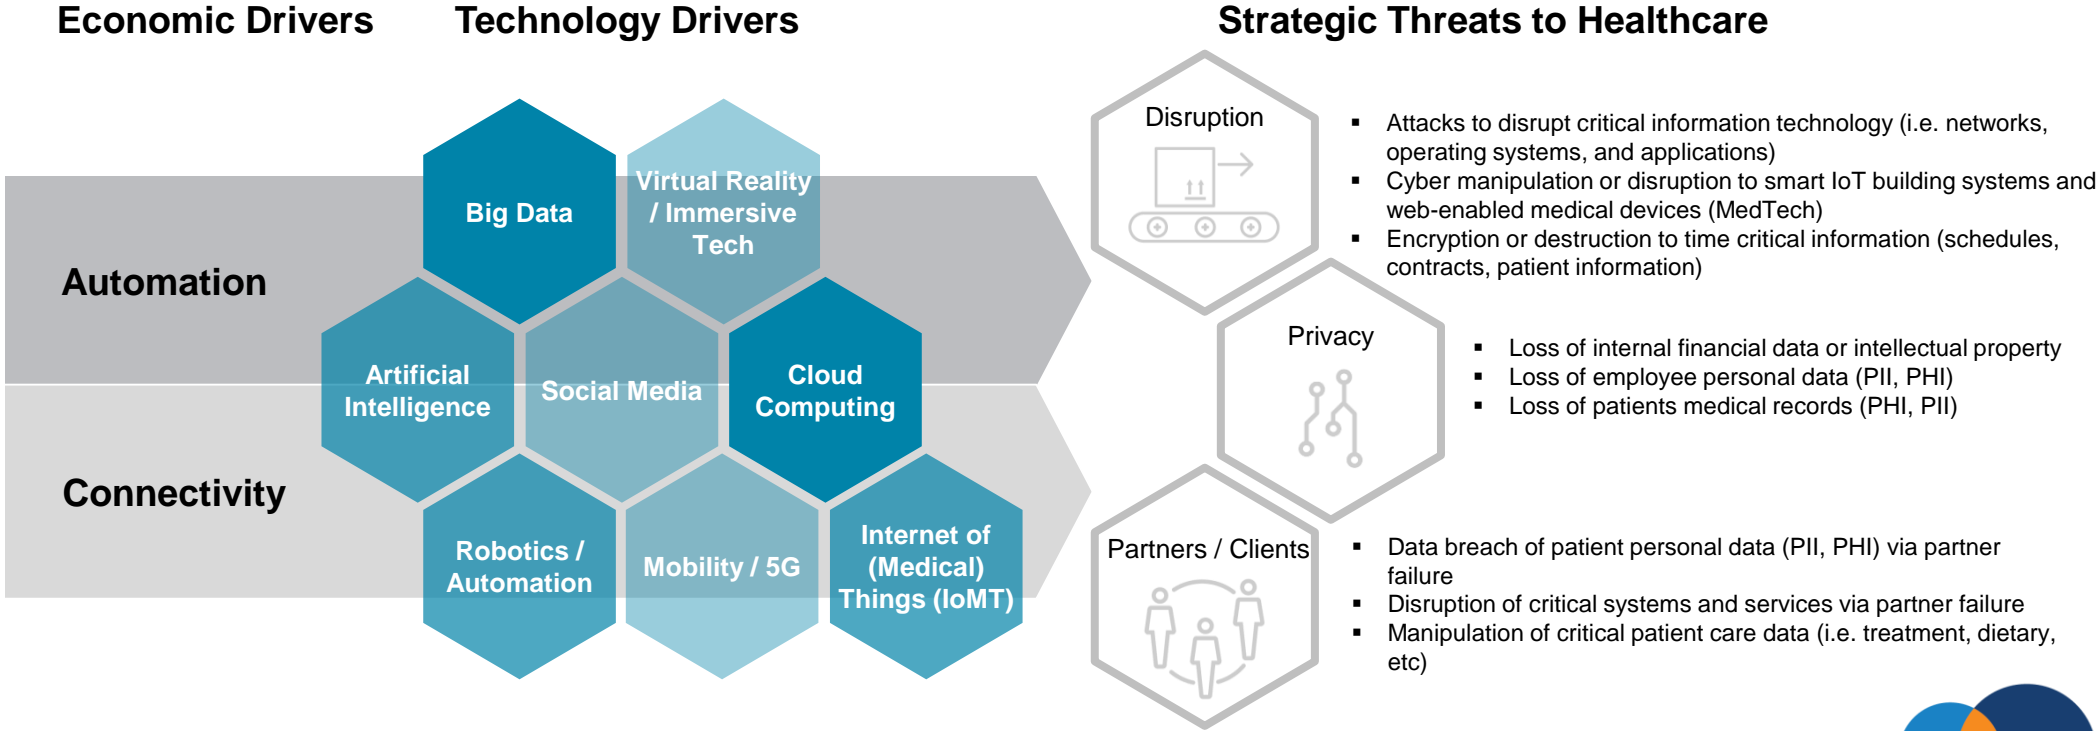 Economic Drivers
Technology Drivers
Strategic Threats to Healthcare
Automation
Connectivity
Big Data
Virtual Reality
/ Immersive
Tech
Artificial
Intelligence
Social Media
Cloud
Computing
Robotics /
Automation
Mobility / 5G
Internet of
(Medical)
Things (IoMT)
Disruption
▪ Attacks to disrupt critical information technology (i.e. networks,
operating systems, and applications)
▪ Cyber manipulation or disruption to smart IoT building systems and
web-enabled medical devices (MedTech)
▪ Encryption or destruction to time critical information (schedules,
contracts, patient information)
Privacy
▪ Loss of internal financial data or intellectual property
▪ Loss of employee personal data (PII, PHI)
▪ Loss of patients medical records (PHI, PII)
Partners / Clients
▪ Data breach of patient personal data (PII, PHI) via partner
failure
▪ Disruption of critical systems and services via partner failure
▪ Manipulation of critical patient care data (i.e. treatment, dietary,
etc)